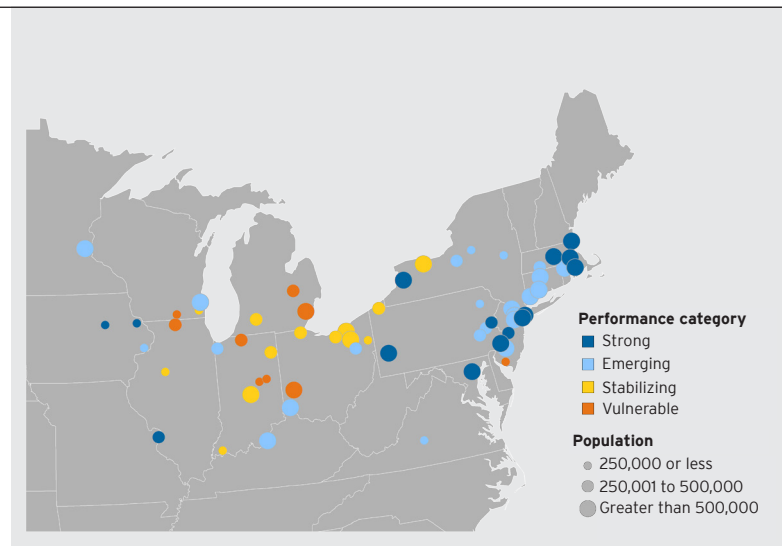 Performance category
Strong
Emerging
Stabilizing
Vulnerable
Population
250,000 or less
250,001 to 500,000
Greater than 500,000